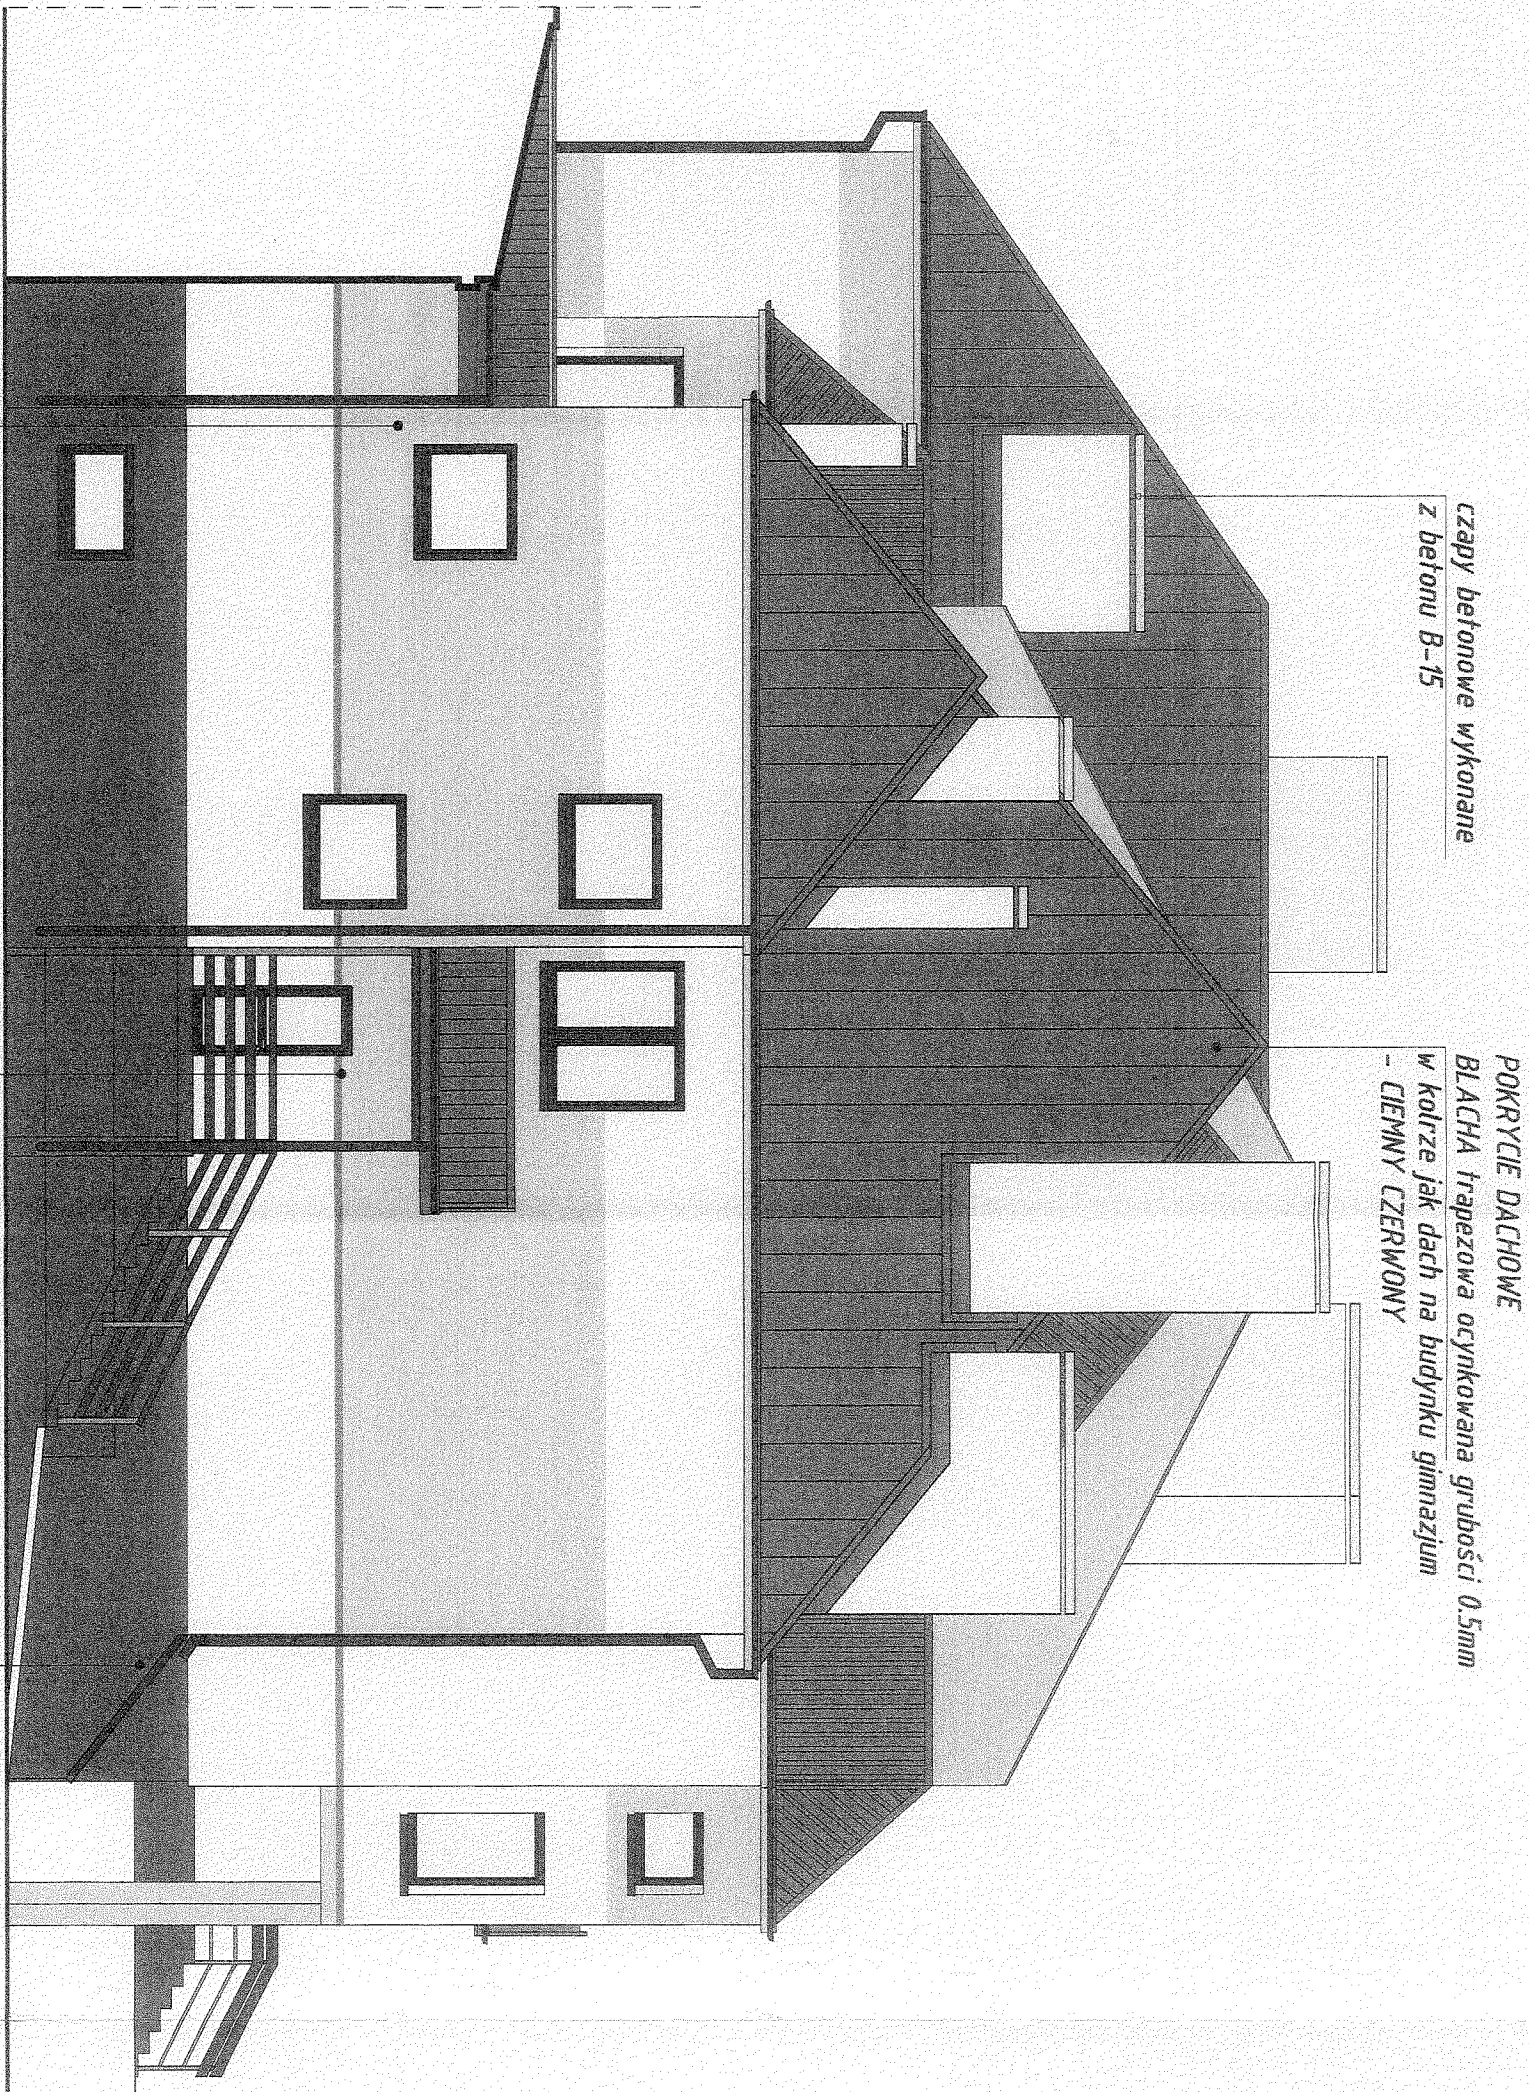 czapy betonowe wykonane
z betonu B-15
POKRYCIE DACHOWE
BLACHA trapezowa ocynkowana grubości 0.5mm
w kolrze jak dach na budynku gimnazjum
- CIEMNY CZERWONY